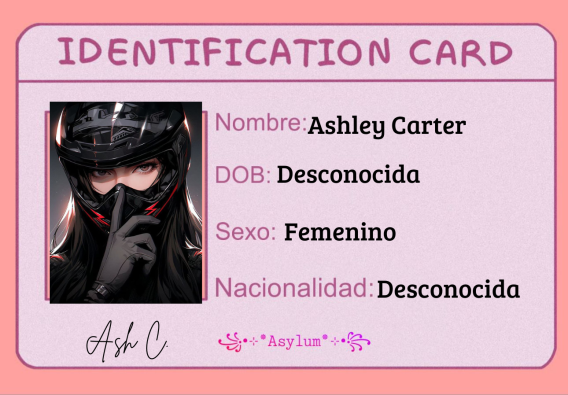 IDENTIFICATION CARD
Nombre: Ashley Carter
DOB: Desconocida
Sexo: Femenino
Nacionalidad: Desconocida
Ash C.
꧁•⊹٭Asylum٭⊹•꧂